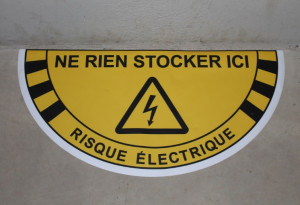 NE RIEN STOCKER ICI
RISQUE ÉLECTRIQUE